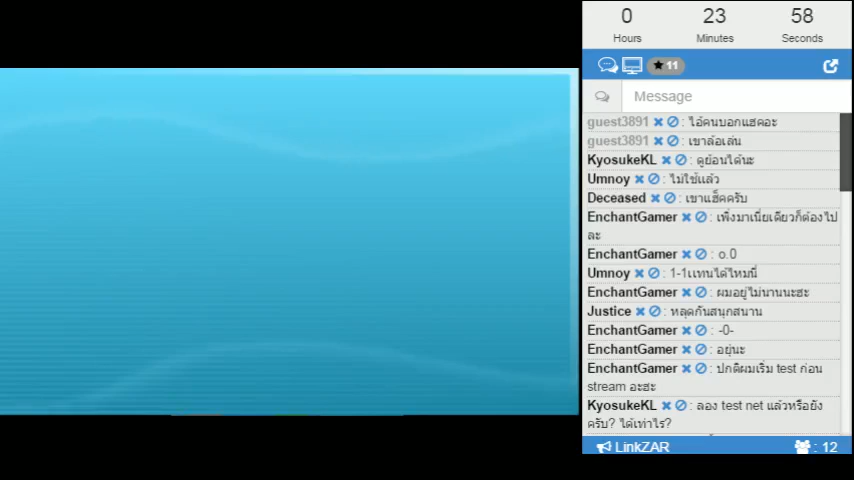 0 23 58
Hours Minutes Seconds
11
Message
guest3891 : ไอ้คนบอกแฮคอะ
guest3891 : เขาล้อเล่น
KyosukeKL : ดูย้อนได้นะ
Umnoy : ไม่ใช้แล้ว
Deceased : เขาแฮ็คครับ
EnchantGamer : เพิ่งมาเนี่ยเดียวก็ต้องไป
ละ
EnchantGamer : o.0
Umnoy : 1-1แทนได้ไหมนี่
EnchantGamer : ผมอยู่ไม่นานนะฮะ
Justice : หลุดกันสนุกสนาน
EnchantGamer : -0-
EnchantGamer : อยุ่นะ
EnchantGamer : ปกติผมเริ่ม test ก่อน
stream อะฮะ
KyosukeKL : ลอง test net แล้วหรือยัง
ครับ? ได้เท่าไร?
LinkZAR : 12